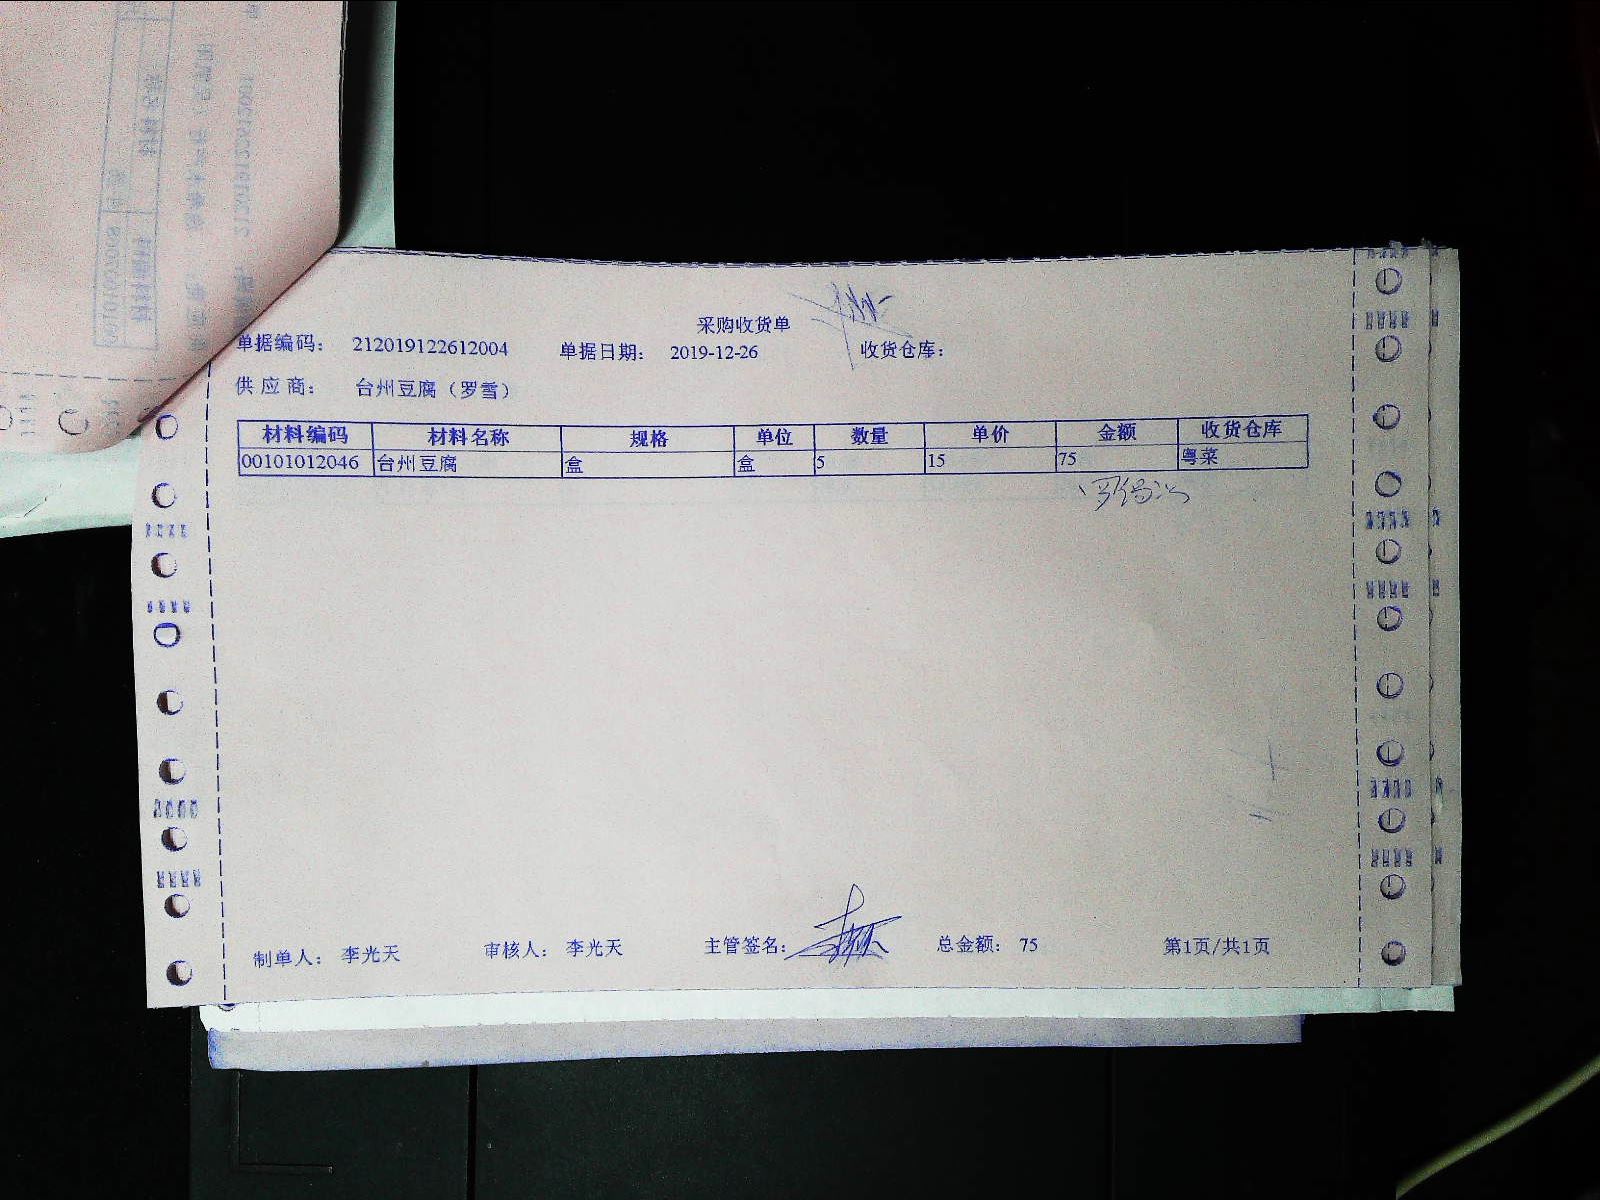 采购收货单
单据编码： 212019122612004 单据日期： 2019-12-26 收货仓库：
供应商： 台州豆腐（罗雪）
材料编码 材料名称 规格 单位 数量 单价 金额 收货仓库
00101012046 台州豆腐 盒 盒 5 15 75 粤菜
制单人： 李光天 审核人： 李光天 主管签名： 总金额： 75 第1页/共1页